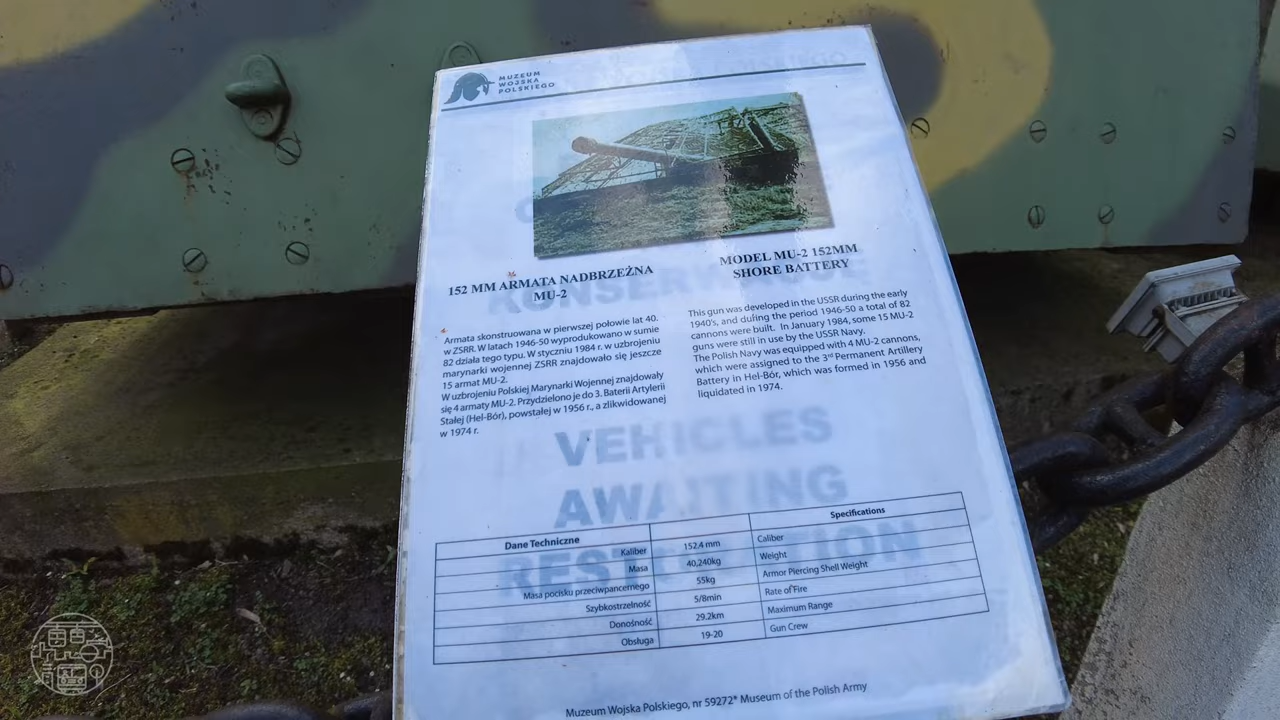 MUZEUM
WOJSKA
POLSKIEGO
152 MM ARMATA NADBRZEŻNA
MU-2
Armata skonstruowana w pierwszej połowie lat 40.
w ZSRR. W latach 1946-50 wyprodukowano w sumie
82 działa tego typu. W styczniu 1984 r. w uzbrojeniu
marynarki wojennej ZSRR znajdowało się jeszcze
15 armat MU-2.
W uzbrojeniu Polskiej Marynarki Wojennej znajdowały
się 4 armaty MU-2. Przydzielono je do 3. Baterii Artylerii
Stałej (Hel-Bór), powstałej w 1956 r., a zlikwidowanej
w 1974 r.
MODEL MU-2 152MM
SHORE BATTERY
This gun was developed in the USSR during the early
1940's, and during the period 1946-50 a total of 82
cannons were built. In January 1984, some 15 MU-2
guns were still in use by the USSR Navy.
The Polish Navy was equipped with 4 MU-2 cannons,
which were assigned to the 3rd Permanent Artillery
Battery in Hel-Bór, which was formed in 1956 and
liquidated in 1974.
VEHICLES
AWAITING
RESTORATION
Dane Techniczne Specifications
Kaliber 152.4 mm Caliber
Masa 40,240kg Weight
Masa pocisku przeciwpancernego 55kg Armor Piercing Shell Weight
Szybkostrzelność 5/8min Rate of Fire
Donośność 29.2km Maximum Range
Obsługa 19-20 Gun Crew
Muzeum Wojska Polskiego, nr 59272* Museum of the Polish Army